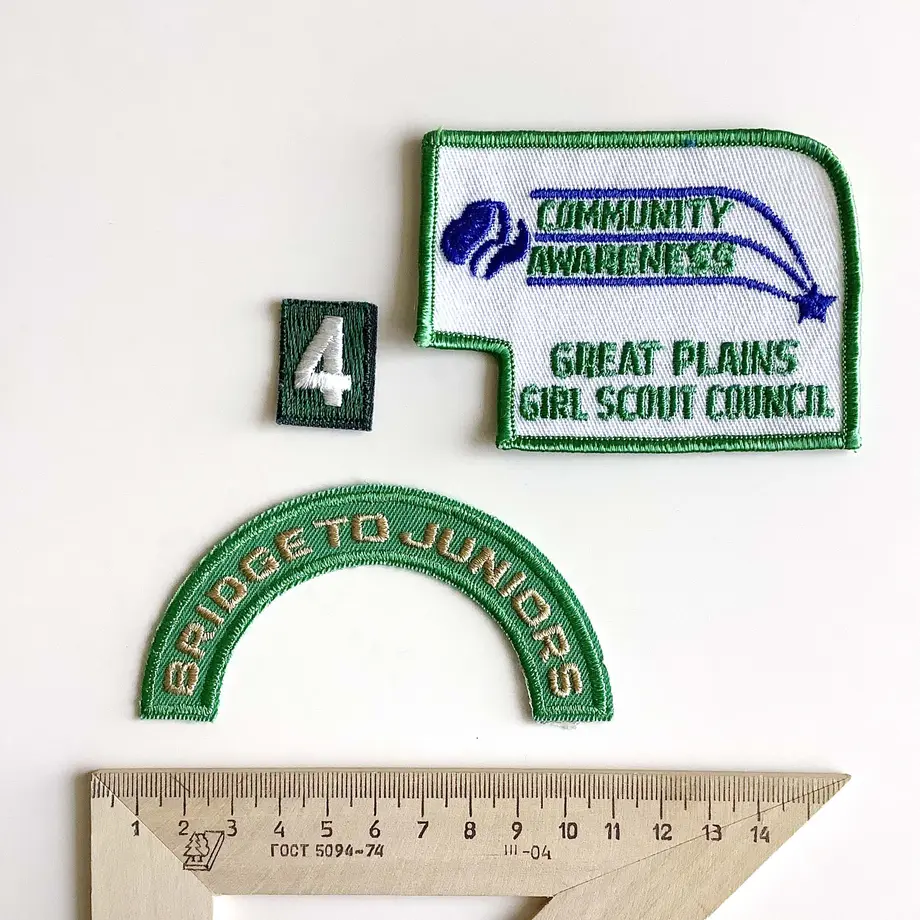 COMMUNITY
AWARENESS
GREAT PLAINS
GIRL SCOUT COUNCIL
4
BRIDGE TO JUNIORS
1 2 3 4 5 6 7 8 9 10 11 12 13 14
ГОСТ 5094-74
III-04